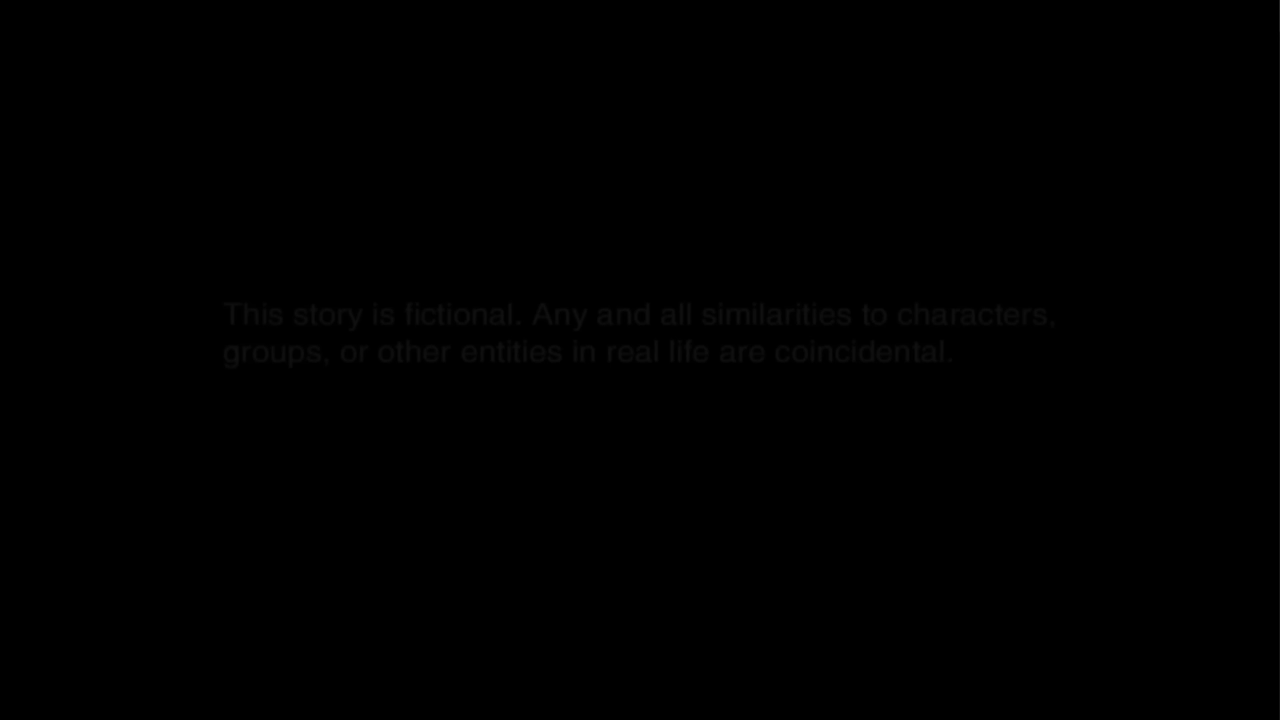 This story is fictional. Any and all similarities to characters,
groups, or other entities in real life are coincidental.